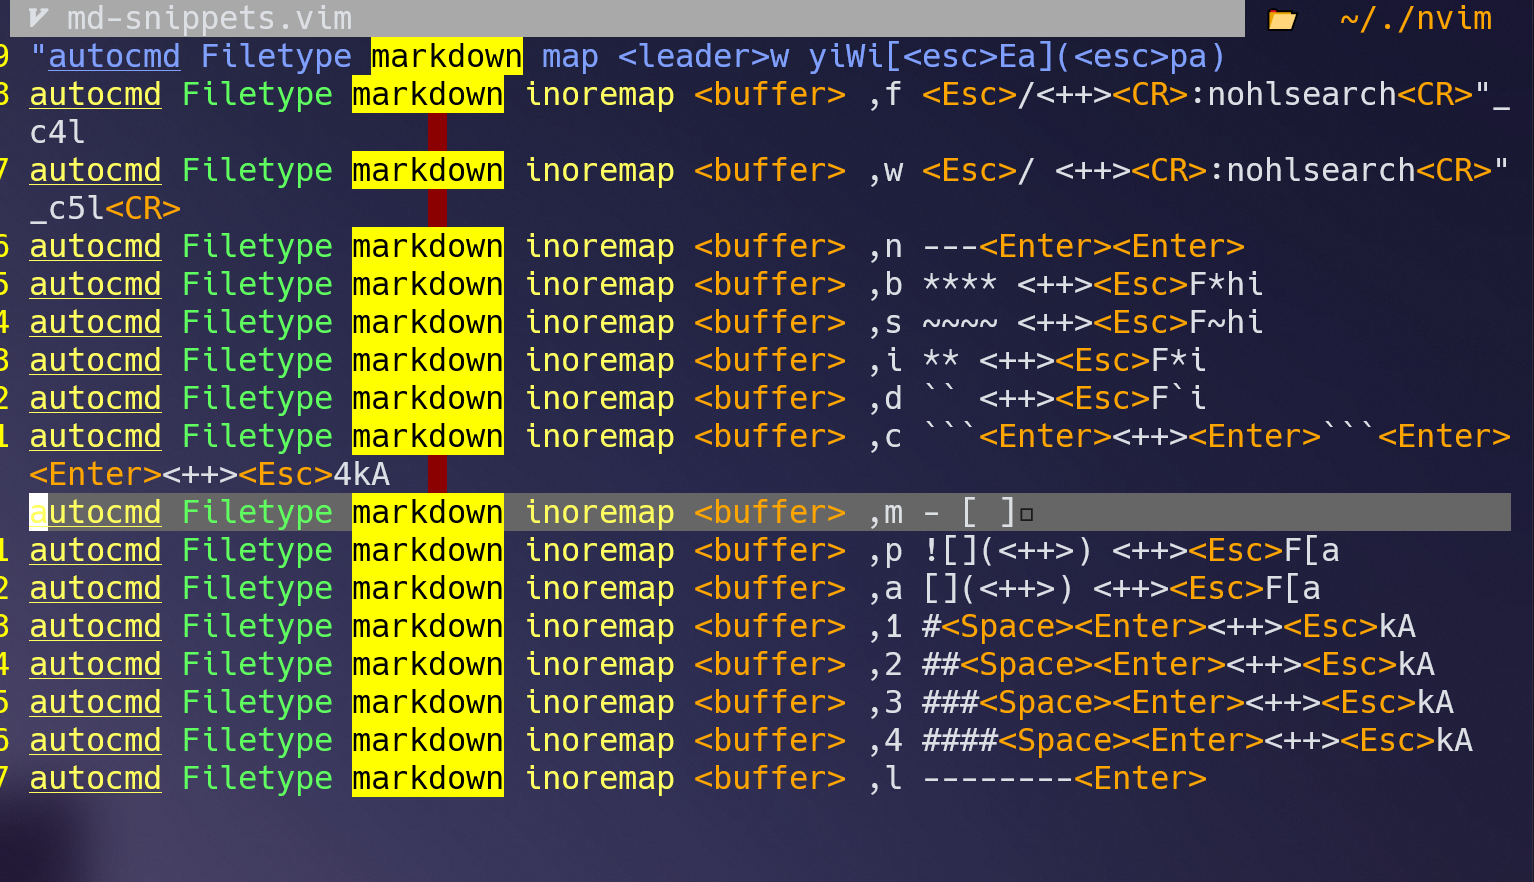 md-snippets.vim ~/./nvim
9 "autocmd Filetype markdown map <leader>w yiWi[<esc>Ea](<esc>pa)
8 autocmd Filetype markdown inoremap <buffer> ,f <Esc>/<++><CR>:nohlsearch<CR>"_
c4l
7 autocmd Filetype markdown inoremap <buffer> ,w <Esc>/ <++><CR>:nohlsearch<CR>"
_c5l<CR>
6 autocmd Filetype markdown inoremap <buffer> ,n ---<Enter><Enter>
5 autocmd Filetype markdown inoremap <buffer> ,b **** <++><Esc>F*hi
4 autocmd Filetype markdown inoremap <buffer> ,s ~~~~ <++><Esc>F~hi
3 autocmd Filetype markdown inoremap <buffer> ,i ** <++><Esc>F*i
2 autocmd Filetype markdown inoremap <buffer> ,d `` <++><Esc>F`i
1 autocmd Filetype markdown inoremap <buffer> ,c ```<Enter><++><Enter>```<Enter>
<Enter><++><Esc>4kA
autocmd Filetype markdown inoremap <buffer> ,m - [ ]
1 autocmd Filetype markdown inoremap <buffer> ,p ![](<++>) <++><Esc>F[a
2 autocmd Filetype markdown inoremap <buffer> ,a [](<++>) <++><Esc>F[a
3 autocmd Filetype markdown inoremap <buffer> ,1 #<Space><Enter><++><Esc>kA
4 autocmd Filetype markdown inoremap <buffer> ,2 ##<Space><Enter><++><Esc>kA
5 autocmd Filetype markdown inoremap <buffer> ,3 ###<Space><Enter><++><Esc>kA
6 autocmd Filetype markdown inoremap <buffer> ,4 ####<Space><Enter><++><Esc>kA
7 autocmd Filetype markdown inoremap <buffer> ,l --------<Enter>